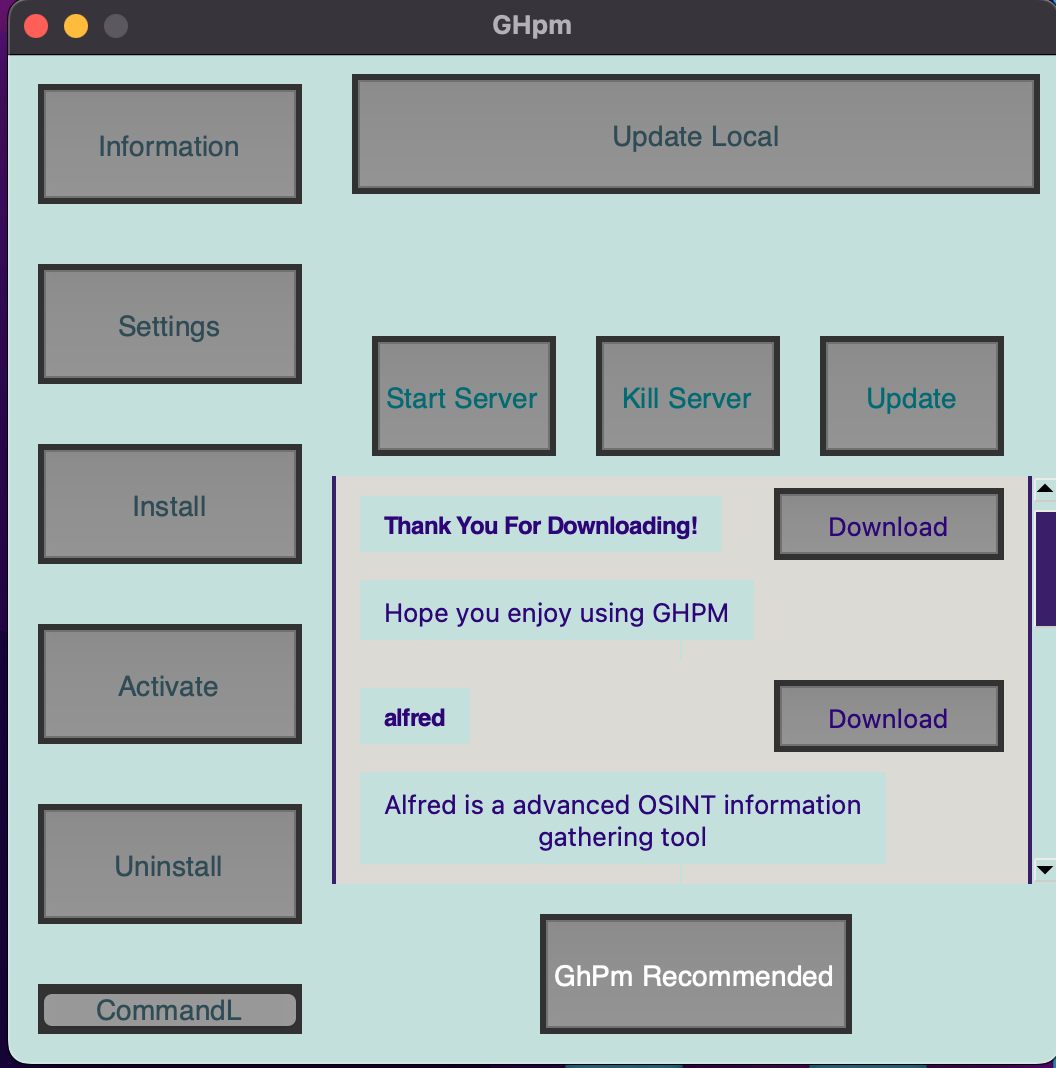 GHpm
Information
Update Local
Settings
Start Server
Kill Server
Update
Install
Thank You For Downloading!
Download
Hope you enjoy using GHPM
Activate
alfred
Download
Alfred is a advanced OSINT information
gathering tool
Uninstall
GhPm Recommended
CommandL